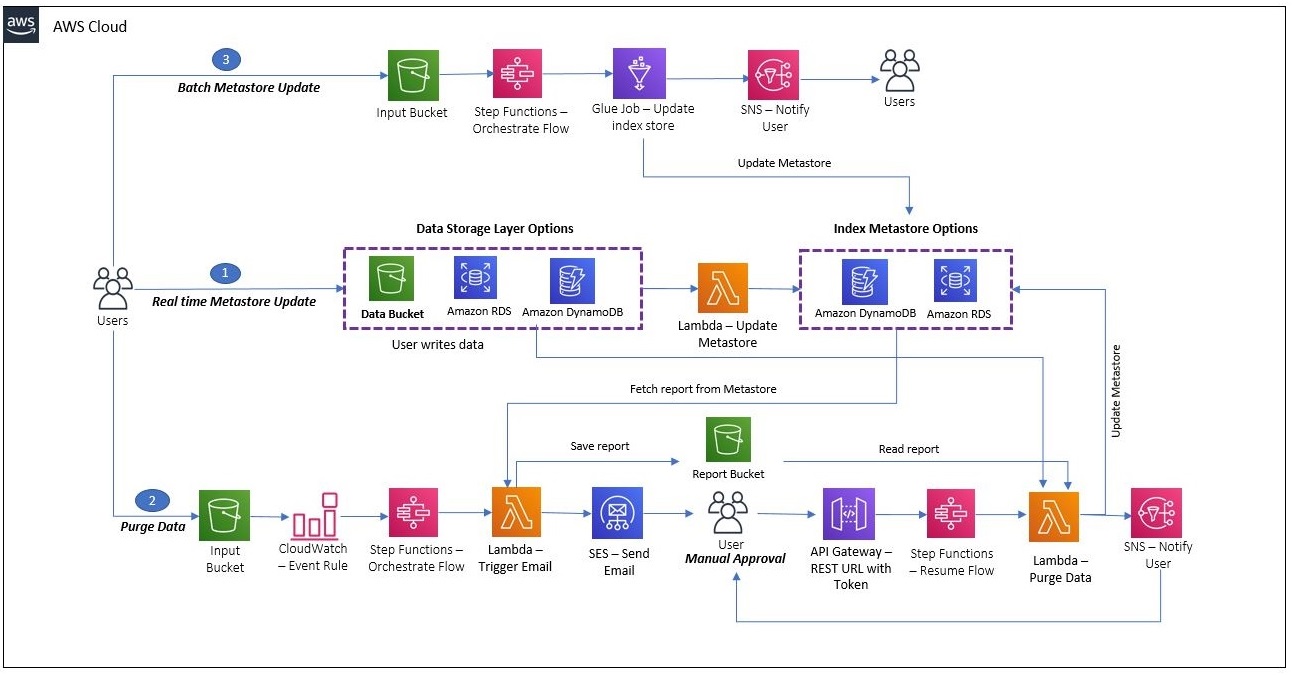 aws
AWS Cloud
3
Batch Metastore Update
Input Bucket
Step Functions –
Orchestrate Flow
Glue Job – Update
index store
SNS – Notify
User
Users
Update Metastore
Data Storage Layer Options
Index Metastore Options
1
Real time Metastore Update
Users
Data Bucket
Amazon RDS
Amazon DynamoDB
User writes data
Lambda – Update
Metastore
Amazon DynamoDB
Amazon RDS
Update Metastore
Fetch report from Metastore
Save report
Report Bucket
Read report
2
Purge Data
Input
Bucket
CloudWatch
– Event Rule
Step Functions –
Orchestrate Flow
Lambda –
Trigger Email
SES – Send
Email
User
Manual Approval
API Gateway –
REST URL with
Token
Step Functions
– Resume Flow
Lambda –
Purge Data
SNS – Notify
User